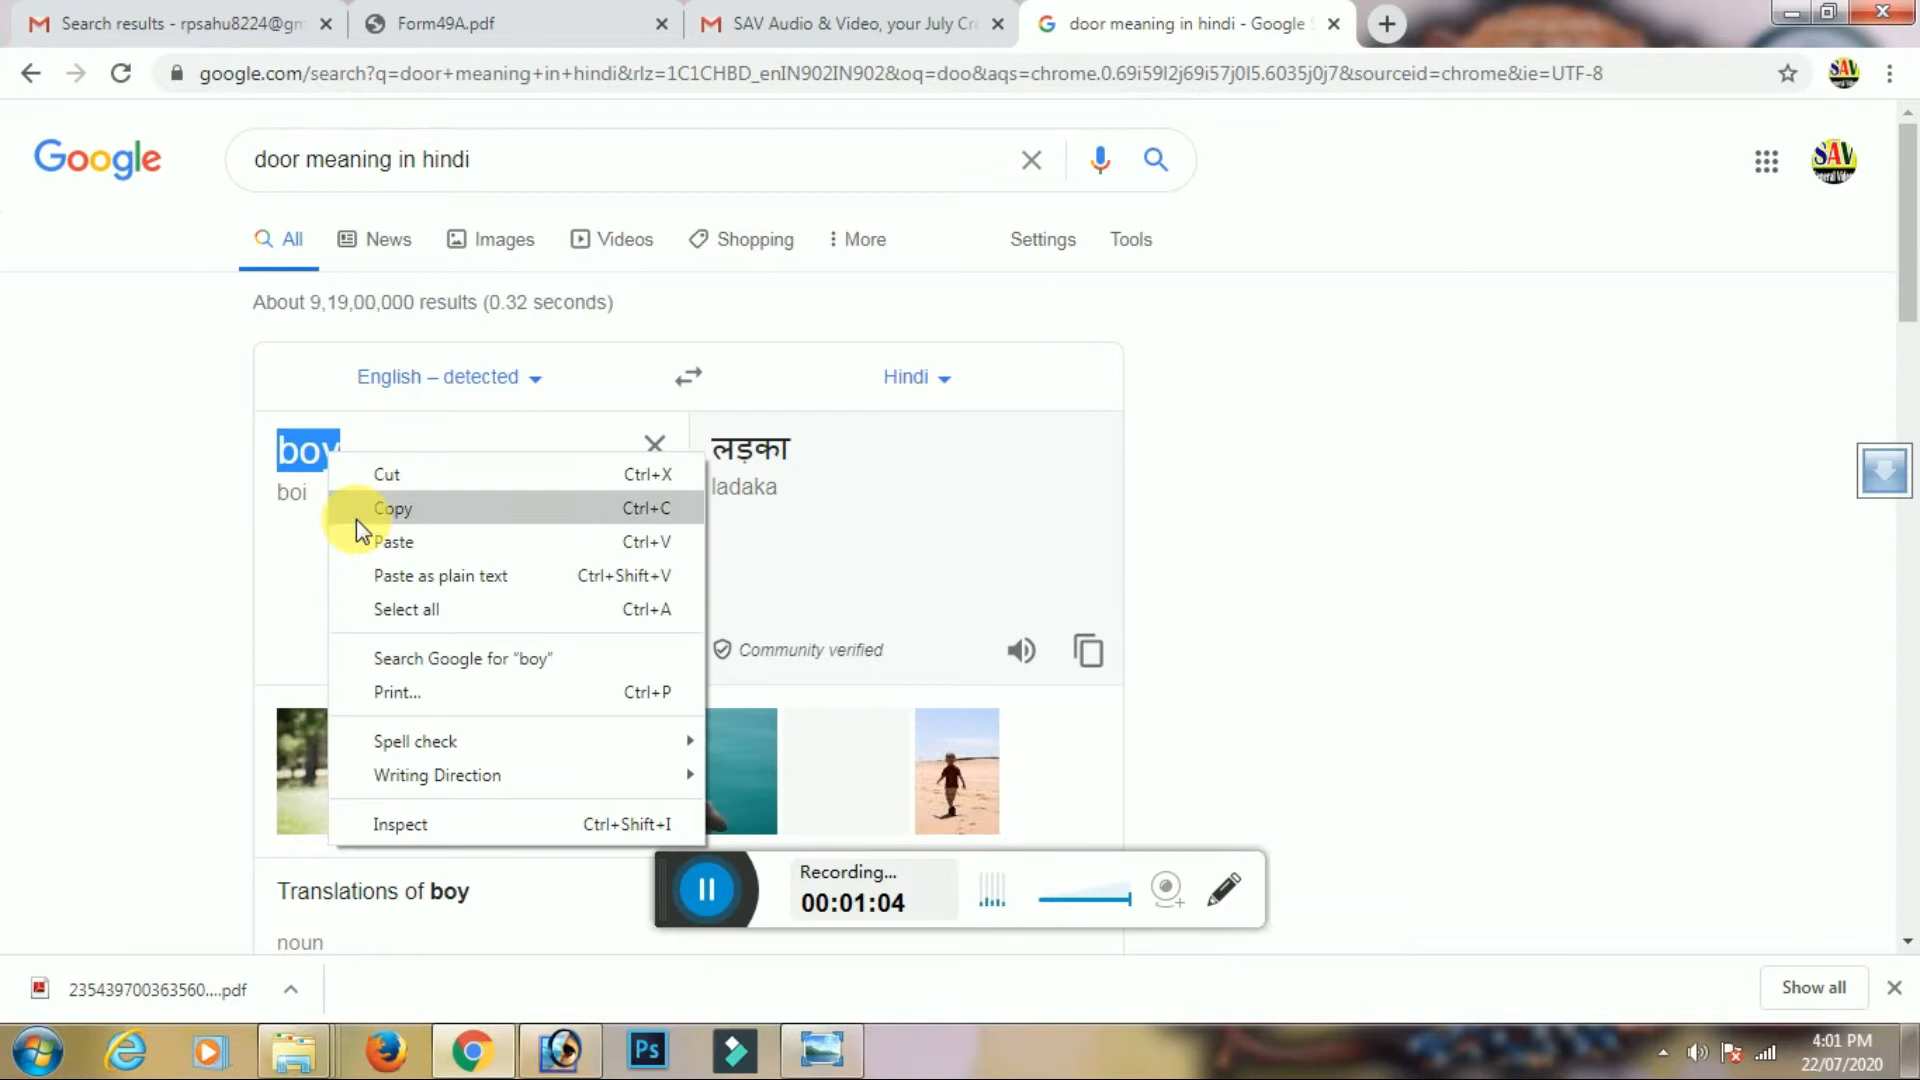 Search results - rpsahu8224@gm
Form49A.pdf
SAV Audio & Video, your July Cr
door meaning in hindi - Google
google.com/search?q=door+meaning+in+hindi&rlz=1C1CHBD_enIN902IN902&oq=doo&aqs=chrome.0.69i59l2j69i57j0l5.6035j0j7&sourceid=chrome&ie=UTF-8
SAV
Google
door meaning in hindi
SAV
General Video
All
News
Images
Videos
Shopping
More
Settings
Tools
About 9,19,00,000 results (0.32 seconds)
English – detected
Hindi
boy
boi
लड़का
ladaka
Cut Ctrl+X
Copy Ctrl+C
Paste Ctrl+V
Paste as plain text Ctrl+Shift+V
Select all Ctrl+A
Search Google for “boy”
Print... Ctrl+P
Spell check
Writing Direction
Inspect Ctrl+Shift+I
Community verified
Translations of boy
noun
Recording...
00:01:04
235439700363560....pdf
Show all
Ps
4:01 PM
22/07/2020